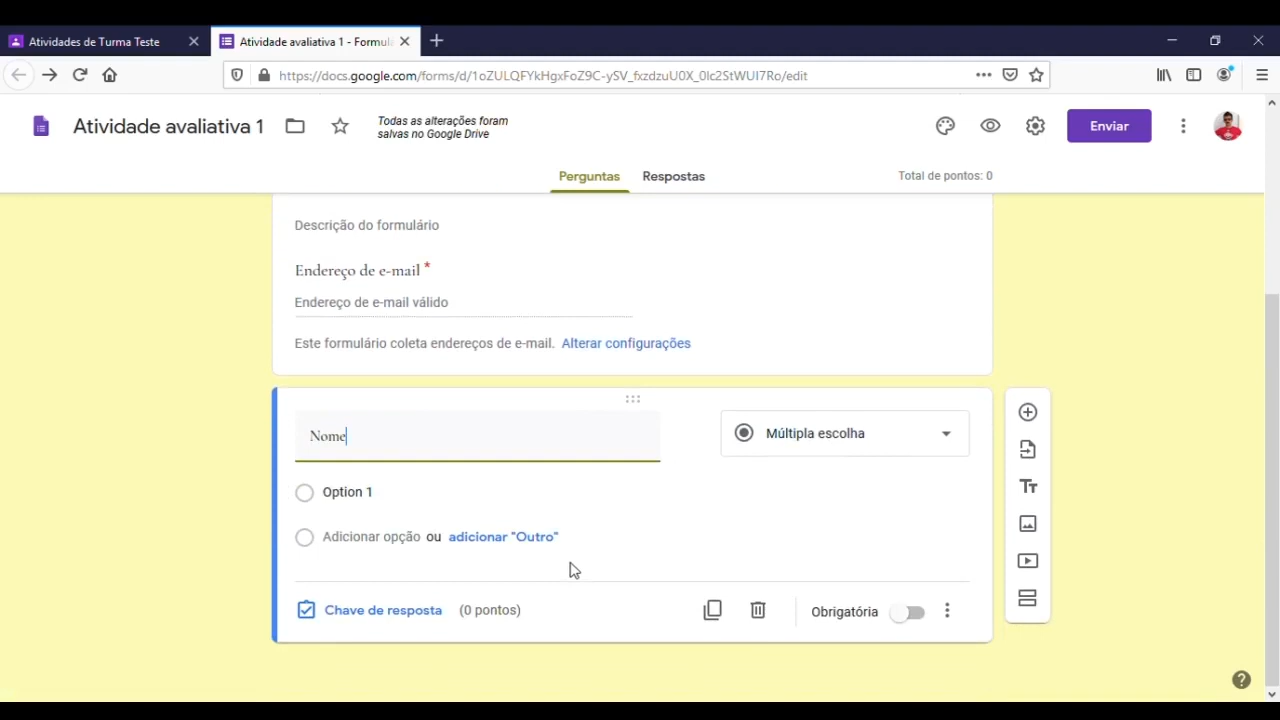 Atividades de Turma Teste
Atividade avaliativa 1 - Formula
https://docs.google.com/forms/d/1oZULQFYkHgxFoZ9C-ySV_fxzdzuU0X_0lc2StWUI7Ro/edit
Atividade avaliativa 1
Todas as alterações foram
salvas no Google Drive
Enviar
Perguntas
Respostas
Total de pontos: 0
Descrição do formulário
Endereço de e-mail *
Endereço de e-mail válido
Este formulário coleta endereços de e-mail. Alterar configurações
Nome
Múltipla escolha
Option 1
Adicionar opção ou adicionar "Outro"
Chave de resposta (0 pontos)
Obrigatória